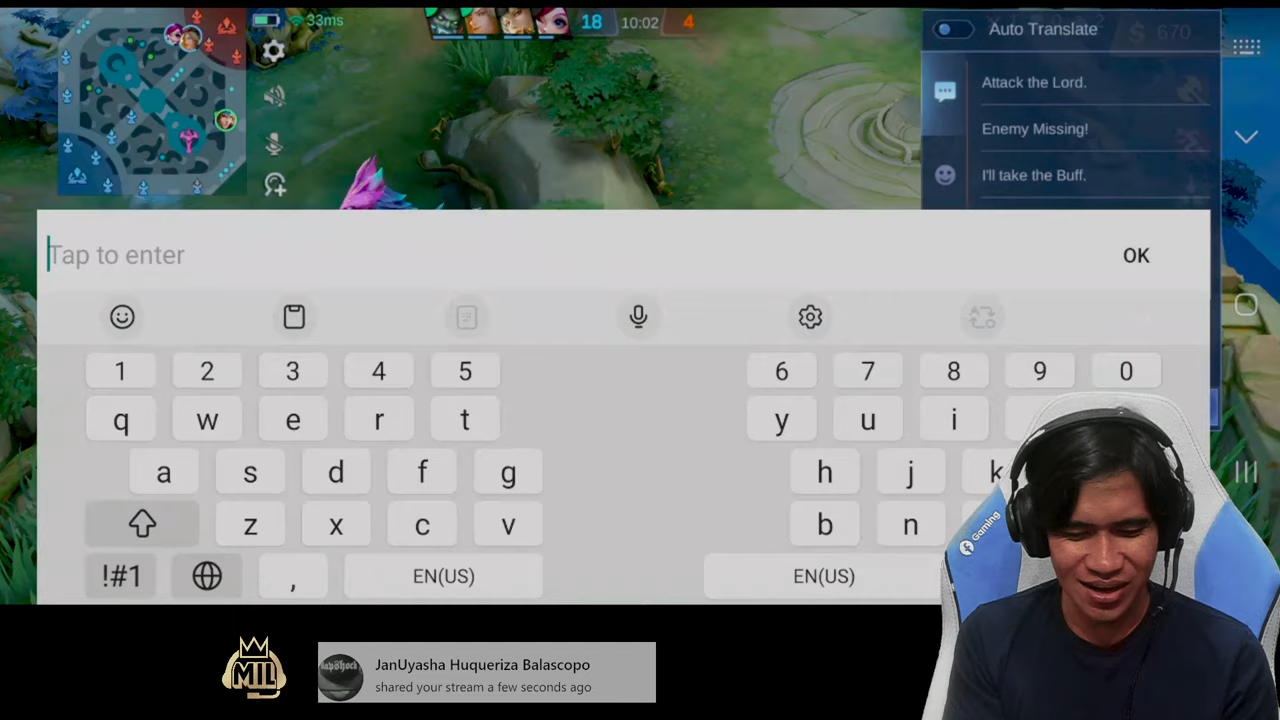 33ms
18 10:02 4
Auto Translate
$ 670
Attack the Lord.
Enemy Missing!
I'll take the Buff.
Tap to enter
OK
1 2 3 4 5 6 7 8 9 0
q w e r t y u i
a s d f g h j k
z x c v b n
!#1 , EN(US) EN(US)
Gaming
MIL
JanUyasha Huqueriza Balascopo
shared your stream a few seconds ago